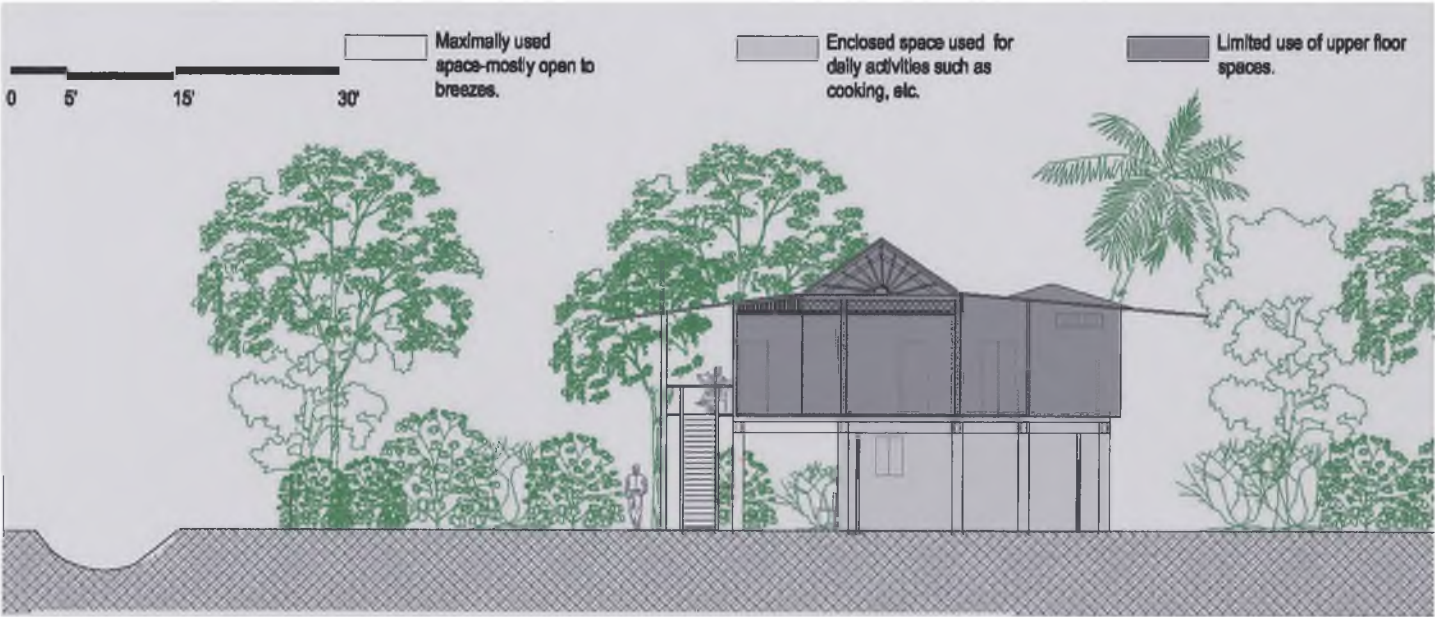 0 5' 15' 30'
Maximally used
space-mostly open to
breezes.
Enclosed space used for
daily activities such as
cooking, etc.
Limited use of upper floor
spaces.